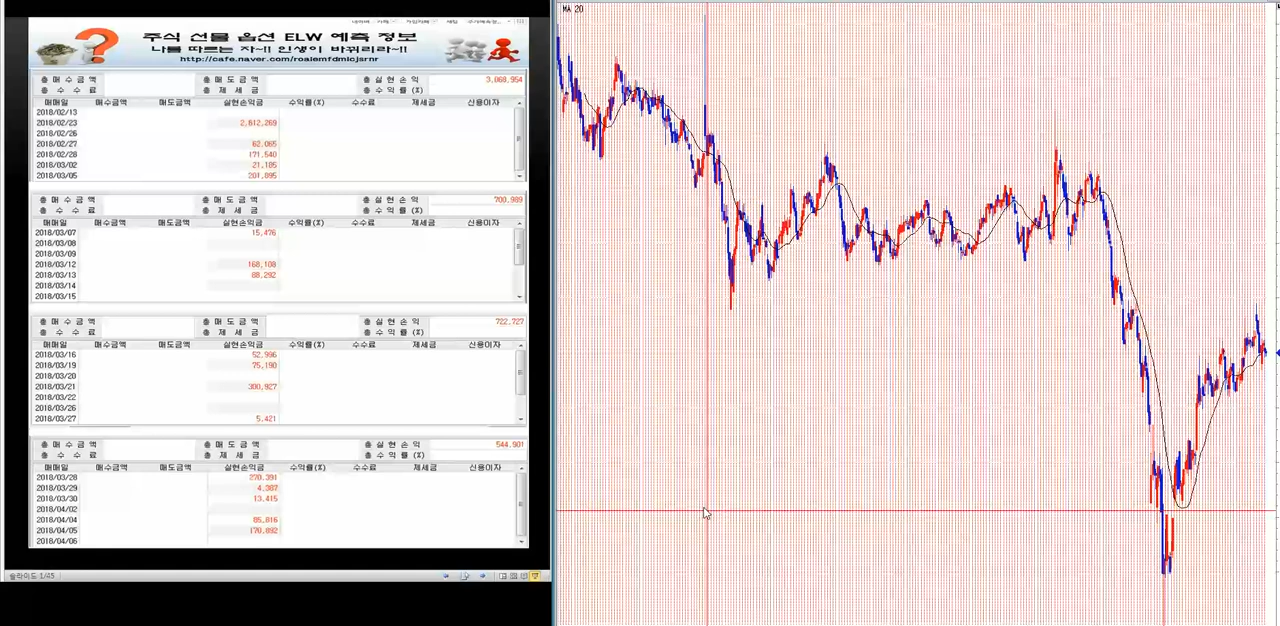 주식 선물 옵션 ELW 예측 정보
나를 따르는 자~!! 인생이 바뀌리라~!!
http://cafe.naver.com/roalemfdmlcjsrnr
총 매 수 금 액 총 매 도 금 액 총 실 현 손 익 3,068,954
총 수 수 료 총 제 세 금 총 수 익 률 (%)
매매일 매수금액 매도금액 실현손익금 수익률(%) 수수료 제세금 신용이자
2018/02/13
2018/02/23 2,612,269
2018/02/26
2018/02/27 62,065
2018/02/28 171,540
2018/03/02 21,185
2018/03/05 201,895
총 매 수 금 액 총 매 도 금 액 총 실 현 손 익 700,989
총 수 수 료 총 제 세 금 총 수 익 률 (%)
매매일 매수금액 매도금액 실현손익금 수익률(%) 수수료 제세금 신용이자
2018/03/07 15,476
2018/03/08
2018/03/09
2018/03/12 168,108
2018/03/13 88,292
2018/03/14
2018/03/15
총 매 수 금 액 총 매 도 금 액 총 실 현 손 익 722,727
총 수 수 료 총 제 세 금 총 수 익 률 (%)
매매일 매수금액 매도금액 실현손익금 수익률(%) 수수료 제세금 신용이자
2018/03/16 52,996
2018/03/19 75,190
2018/03/20
2018/03/21 300,927
2018/03/22
2018/03/26
2018/03/27 5,421
총 매 수 금 액 총 매 도 금 액 총 실 현 손 익 544,901
총 수 수 료 총 제 세 금 총 수 익 률 (%)
매매일 매수금액 매도금액 실현손익금 수익률(%) 수수료 제세금 신용이자
2018/03/28 270,391
2018/03/29 4,387
2018/03/30 13,415
2018/04/02
2018/04/04 85,816
2018/04/05 170,892
2018/04/06
슬라이드 1/45
MA 20